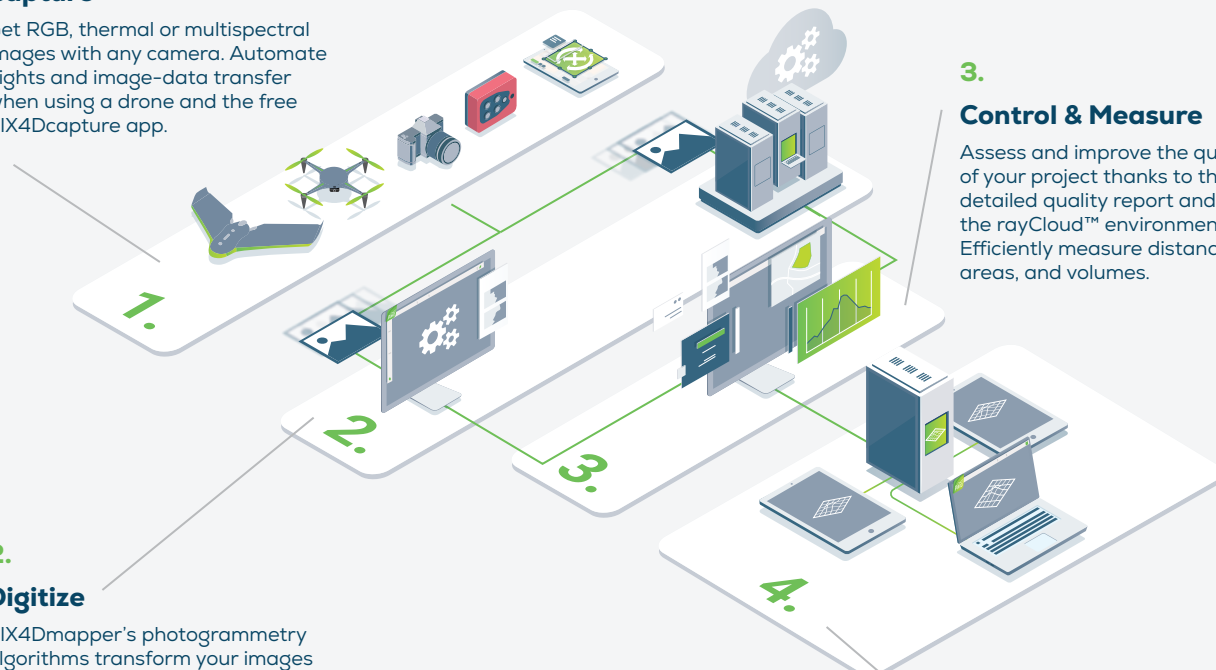 et RGB, thermal or multispectral
mages with any camera. Automate
ights and image-data transfer
when using a drone and the free
IX4Dcapture app.
1.
2.
3.
4.
3.
Control & Measure
Assess and improve the qu
of your project thanks to th
detailed quality report and
the rayCloud™ environmen
Efficiently measure distanc
areas, and volumes.
2.
Digitize
IX4Dmapper's photogrammetry
lgorithms transform your images